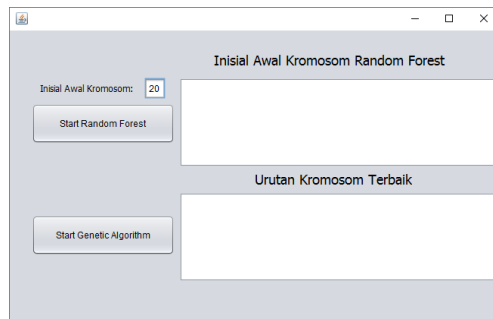 Inisial Awal Kromosom Random Forest
Inisial Awal Kromosom: 20
Start Random Forest
Urutan Kromosom Terbaik
Start Genetic Algorithm